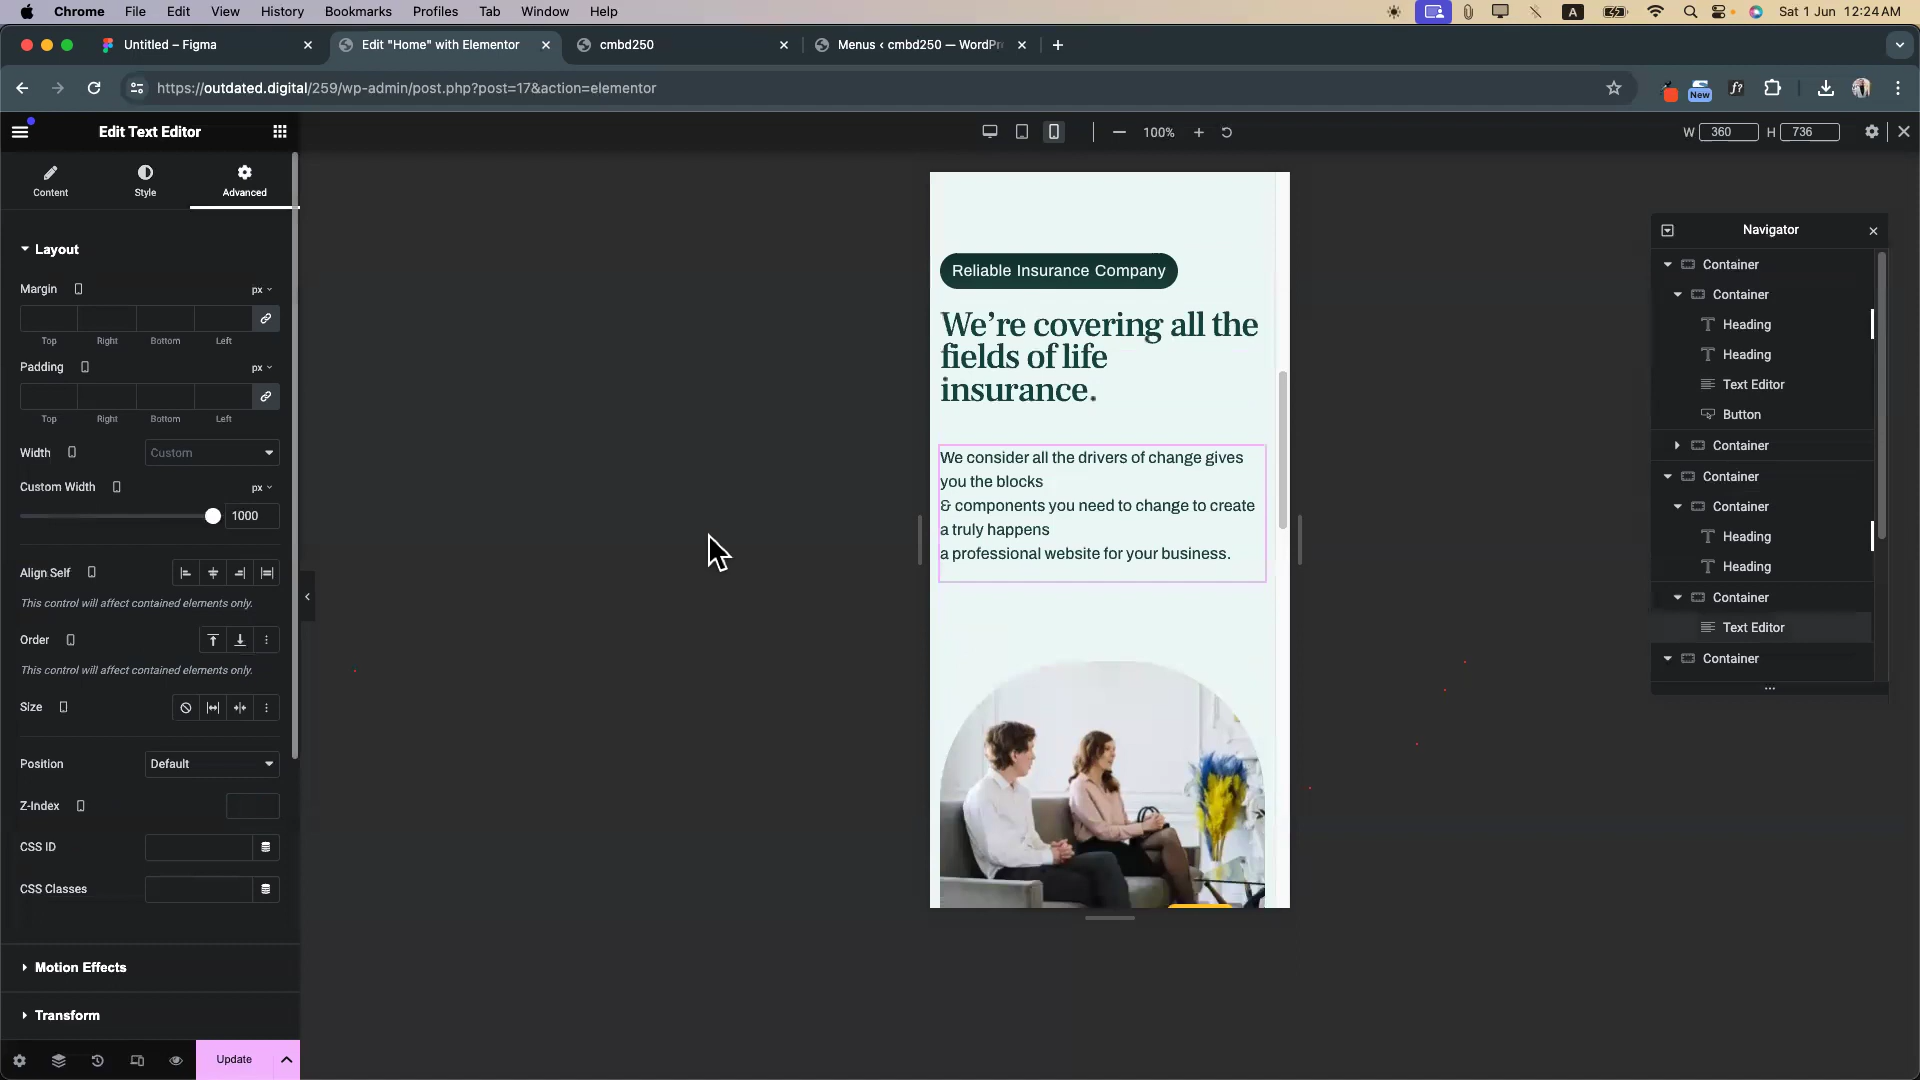 Chrome File Edit View History Bookmarks Profiles Tab Window Help
A
Sat 1 Jun 12:24 AM
Untitled – Figma
Edit "Home" with Elementor
cmbd250
Menus ‹ cmbd250 — WordPr
https://outdated.digital/259/wp-admin/post.php?post=17&action=elementor
f?
New
Edit Text Editor
100%
W 360 H 736
Content Style Advanced
Layout
Margin px
Top Right Bottom Left
Padding px
Top Right Bottom Left
Width Custom
Custom Width px
1000
Align Self
This control will affect contained elements only.
Order
This control will affect contained elements only.
Size
Position Default
Z-Index
CSS ID
CSS Classes
Motion Effects
Transform
Update
Reliable Insurance Company
We’re covering all the
fields of life
insurance.
We consider all the drivers of change gives
you the blocks
& components you need to change to create
a truly happens
a professional website for your business.
Navigator
Container
Container
Heading
Heading
Text Editor
Button
Container
Container
Container
Heading
Heading
Container
Text Editor
Container